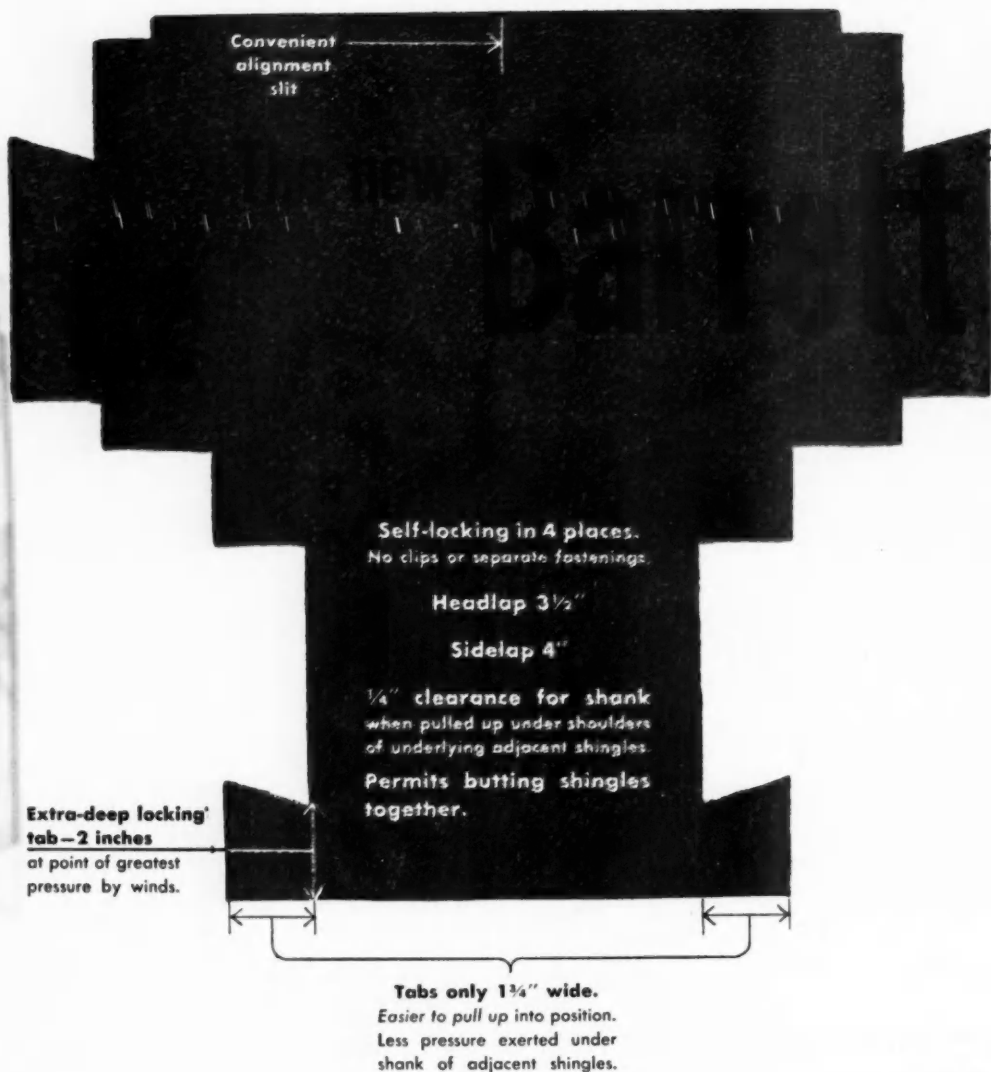 Convenient
alignment
slit
The new
Barrett
Self-locking in 4 places.
No clips or separate fastenings.
Headlap 3½"
Sidelap 4"
¼" clearance for shank
when pulled up under shoulders
of underlying adjacent shingles.
Permits butting shingles
together.
Extra-deep locking
tab—2 inches
at point of greatest
pressure by winds.
Tabs only 1¾" wide.
Easier to pull up into position.
Less pressure exerted under
shank of adjacent shingles.